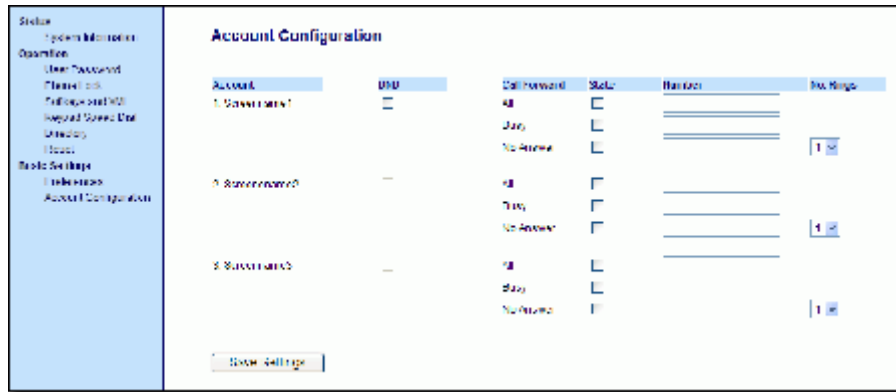 Status
System Information
Operation
User Password
Phone Lock
Softkeys and XML
Keypad Speed Dial
Directory
Reset
Basic Settings
Preferences
Account Configuration
Account Configuration
Account DND Call Forward State Number No. Rings
1. Screenname1 All
Busy
No Answer 1
2. Screenname2 All
Busy
No Answer 1
3. Screenname3 All
Busy
No Answer 1
Save Settings